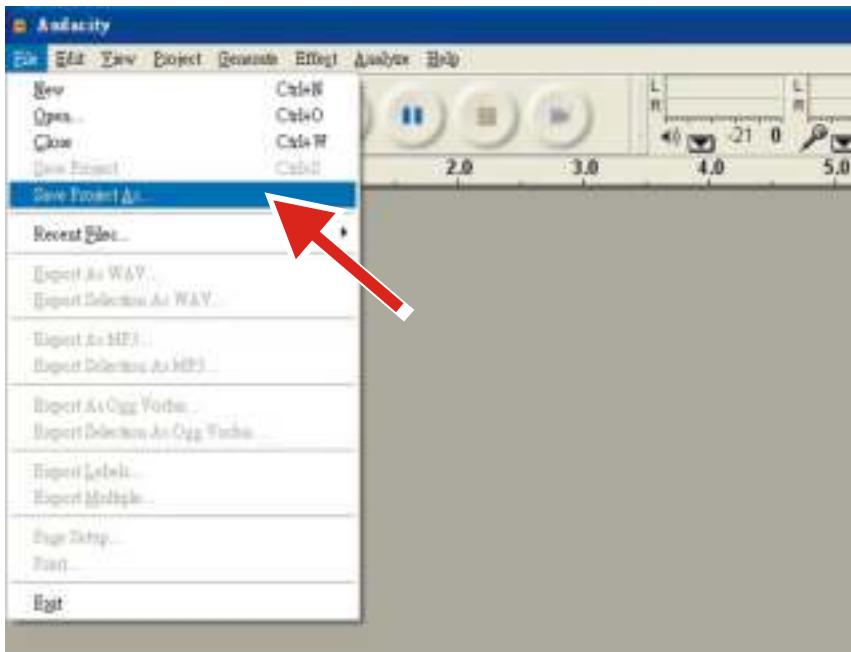 Audacity
File Edit View Project Generate Effect Analyze Help
New Ctrl+N
Open... Ctrl+O
Close Ctrl+W
Save Project Ctrl+S
Save Project As...
Recent Files...
Export As WAV...
Export Selection As WAV...
Export As MP3...
Export Selection As MP3...
Export As Ogg Vorbis...
Export Selection As Ogg Vorbis...
Export Labels...
Export Multiple...
Page Setup...
Print...
Exit
L
R
-21 0
L
R
2.0 3.0 4.0 5.0